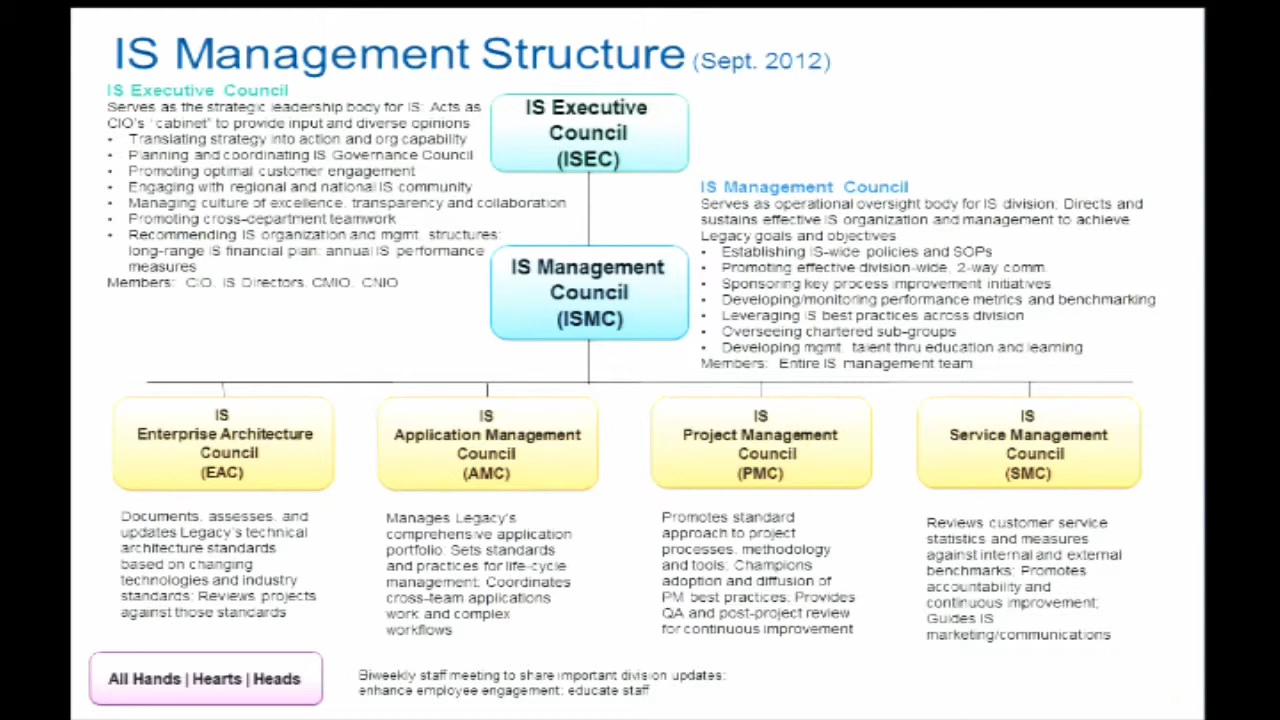 IS Management Structure (Sept. 2012)
IS Executive Council
Serves as the strategic leadership body for IS; Acts as
CIO's "cabinet" to provide input and diverse opinions
• Translating strategy into action and org capability
• Planning and coordinating IS Governance Council
• Promoting optimal customer engagement
• Engaging with regional and national IS community
• Managing culture of excellence, transparency and collaboration
• Promoting cross-department teamwork
• Recommending IS organization and mgmt. structures;
long-range IS financial plan; annual IS performance
measures
Members: CIO, IS Directors, CMIO, CNIO
IS Executive
Council
(ISEC)
IS Management
Council
(ISMC)
IS Management Council
Serves as operational oversight body for IS division; Directs and
sustains effective IS organization and management to achieve
Legacy goals and objectives
• Establishing IS-wide policies and SOPs
• Promoting effective division-wide, 2-way comm.
• Sponsoring key process improvement initiatives
• Developing/monitoring performance metrics and benchmarking
• Leveraging IS best practices across division
• Overseeing chartered sub-groups
• Developing mgmt. talent thru education and learning
Members: Entire IS management team
IS
Enterprise Architecture
Council
(EAC)
Documents, assesses, and
updates Legacy's technical
architecture standards
based on changing
technologies and industry
standards; Reviews projects
against those standards
IS
Application Management
Council
(AMC)
Manages Legacy's
comprehensive application
portfolio; Sets standards
and practices for life-cycle
management; Coordinates
cross-team applications
work and complex
workflows
IS
Project Management
Council
(PMC)
Promotes standard
approach to project
processes, methodology
and tools; Champions
adoption and diffusion of
PM best practices; Provides
QA and post-project review
for continuous improvement
IS
Service Management
Council
(SMC)
Reviews customer service
statistics and measures
against internal and external
benchmarks; Promotes
accountability and
continuous improvement;
Guides IS
marketing/communications
All Hands | Hearts | Heads
Biweekly staff meeting to share important division updates;
enhance employee engagement; educate staff